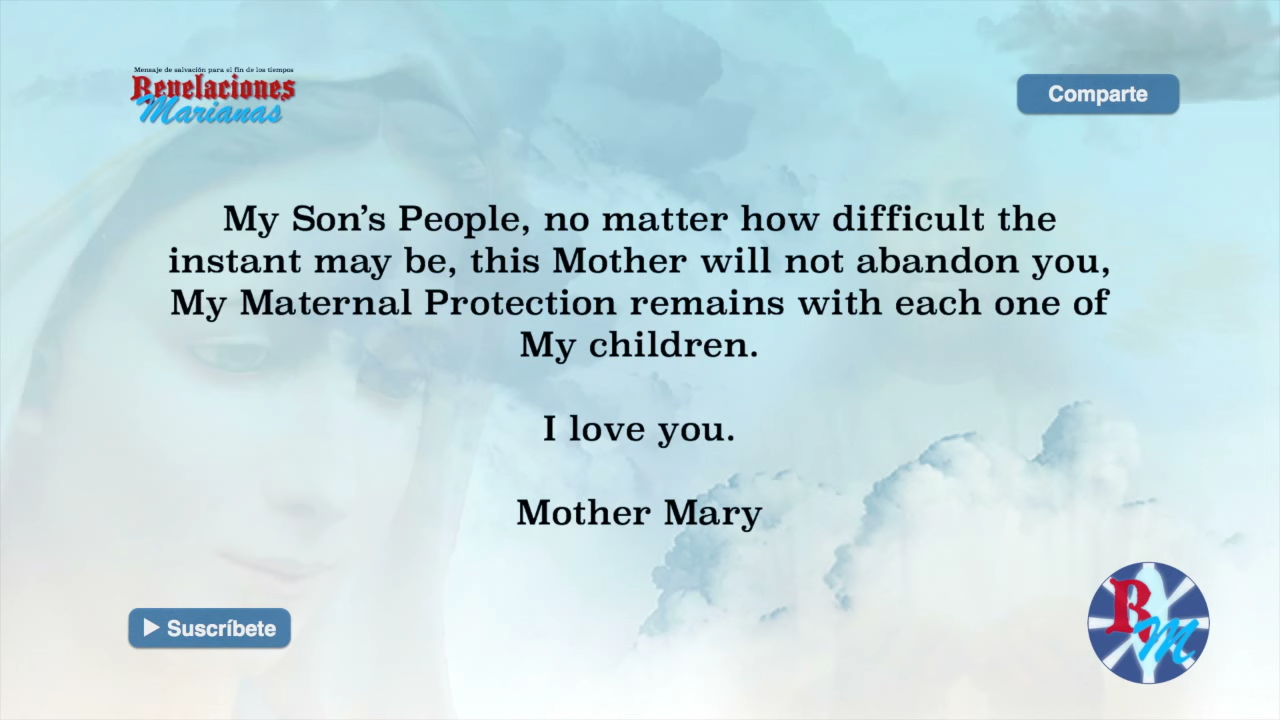 Mensaje de salvación para el fin de los tiempos
Revelaciones
Marianas
Comparte
My Son’s People, no matter how difficult the
instant may be, this Mother will not abandon you,
My Maternal Protection remains with each one of
My children.
I love you.
Mother Mary
Suscríbete
RM